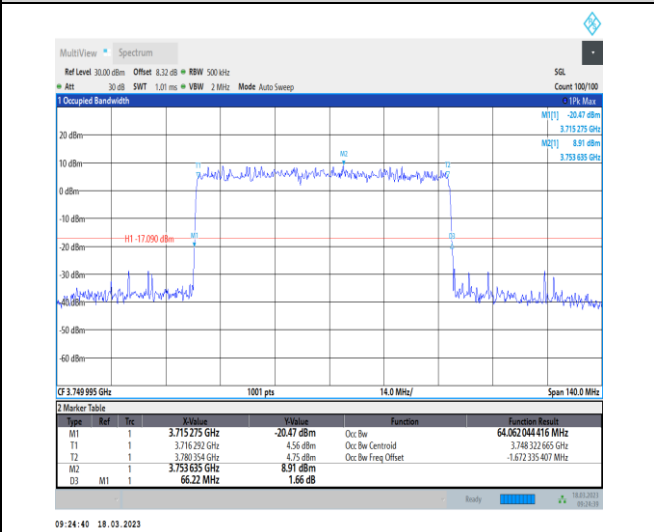 MultiView Spectrum
Ref Level 30.00 dBm Offset 8.32 dB RBW 500 kHz SGL
Att 30 dB SWT 1.01 ms VBW 2 MHz Mode Auto Sweep Count 100/100
1 Occupied Bandwidth 1Pk Max
M1[1] -20.47 dBm
3.715 275 GHz
M2[1] 8.91 dBm
3.753 635 GHz
20 dBm
M2
10 dBm
T1 T2
0 dBm
-10 dBm
H1 -17.090 dBm M1 D3
-20 dBm
-30 dBm
-40 dBm
-50 dBm
-60 dBm
CF 3.749 995 GHz 1001 pts 14.0 MHz/ Span 140.0 MHz
2 Marker Table
Type Ref Trc X-Value Y-Value Function Function Result
M1 1 3.715 275 GHz -20.47 dBm Occ Bw 64.062 044 416 MHz
T1 1 3.716 292 GHz 4.56 dBm Occ Bw Centroid 3.748 322 665 GHz
T2 1 3.780 354 GHz 4.75 dBm Occ Bw Freq Offset -1.672 335 407 MHz
M2 1 3.753 635 GHz 8.91 dBm
D3 M1 1 66.22 MHz 1.66 dB
Ready 18.03.2023
09:24:39
09:24:40 18.03.2023